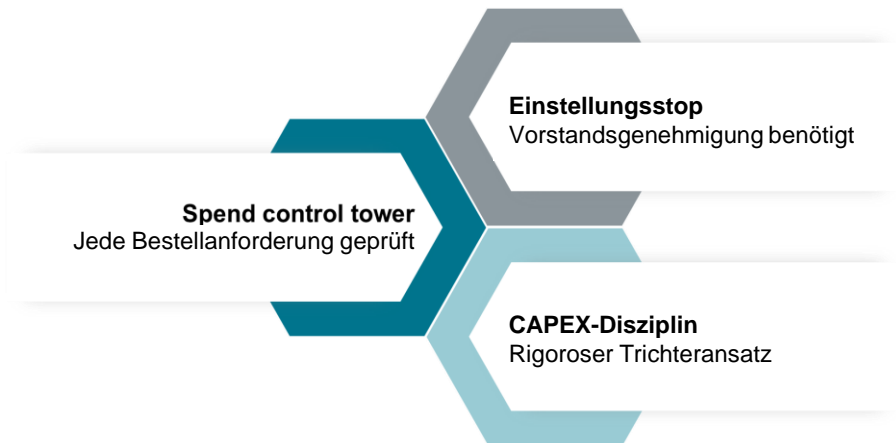 Einstellungsstop
Vorstandsgenehmigung benötigt
Spend control tower
Jede Bestellanforderung geprüft
CAPEX-Disziplin
Rigoroser Trichteransatz